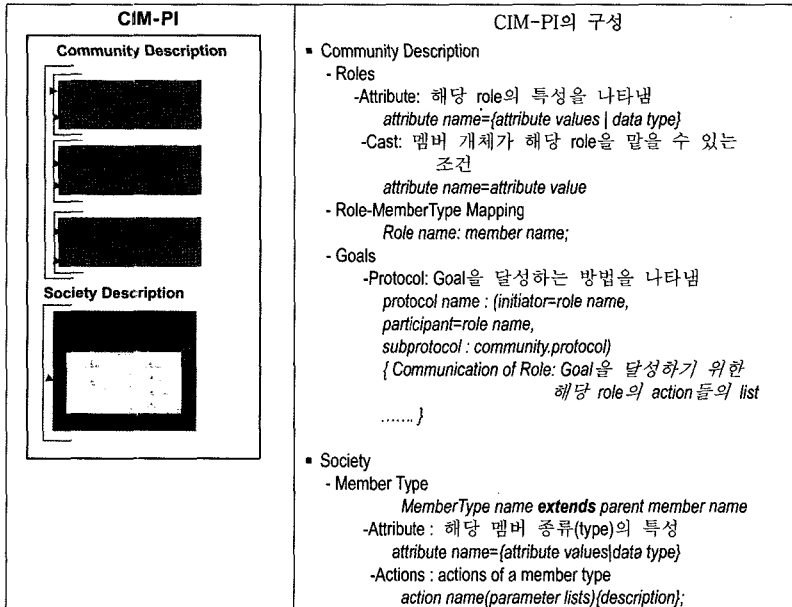 CIM-PI
Community Description
Society Description
CIM-PI의 구성
▪ Community Description
- Roles
-Attribute: 해당 role의 특성을 나타냄
attribute name={attribute values | data type}
-Cast: 멤버 개체가 해당 role을 맡을 수 있는
조건
attribute name=attribute value
- Role-MemberType Mapping
Role name: member name;
- Goals
-Protocol: Goal을 달성하는 방법을 나타냄
protocol name : (initiator=role name,
participant=role name,
subprotocol : community.protocol)
{ Communication of Role: Goal을 달성하기 위한
해당 role의 action들의 list
....... }
▪ Society
- Member Type
MemberType name extends parent member name
-Attribute : 해당 멤버 종류(type)의 특성
attribute name={attribute values|data type}
-Actions : actions of a member type
action name(parameter lists){description};